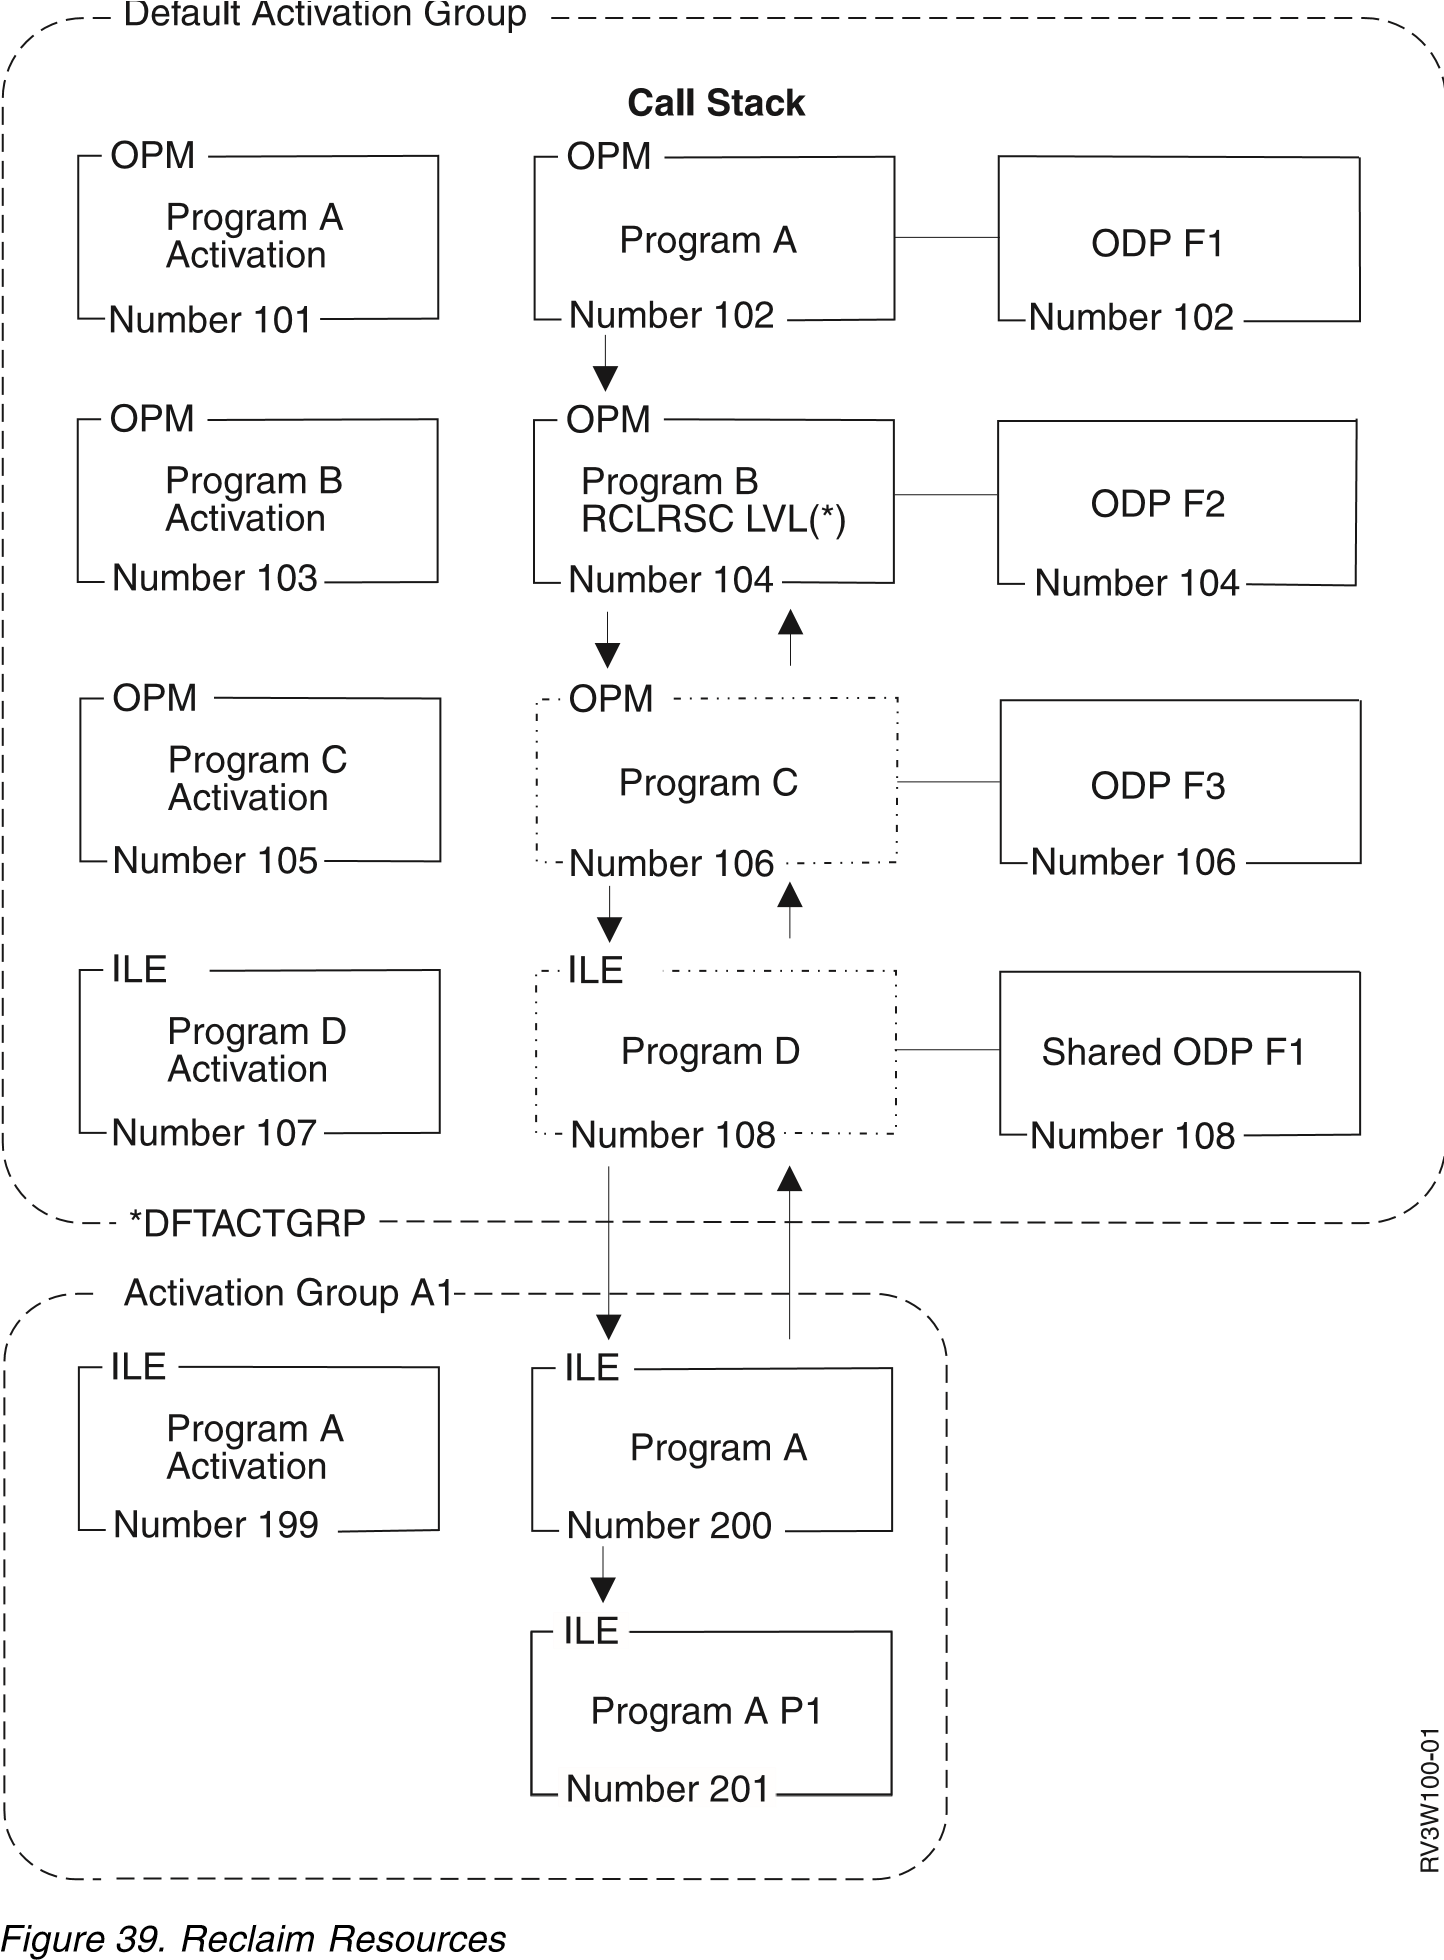 Default Activation Group
Call Stack
OPM
Program A
Activation
Number 101
OPM
Program A
Number 102
ODP F1
Number 102
OPM
Program B
Activation
Number 103
OPM
Program B
RCLRSC LVL(*)
Number 104
ODP F2
Number 104
OPM
Program C
Activation
Number 105
OPM
Program C
Number 106
ODP F3
Number 106
ILE
Program D
Activation
Number 107
ILE
Program D
Number 108
Shared ODP F1
Number 108
*DFTACTGRP
Activation Group A1
ILE
Program A
Activation
Number 199
ILE
Program A
Number 200
ILE
Program A P1
Number 201
RV3W100-01
Figure 39. Reclaim Resources